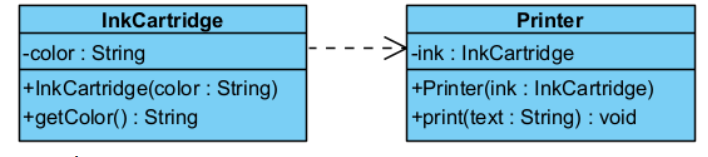 InkCartridge
-color : String
+InkCartridge(color : String)
+getColor() : String
Printer
-ink : InkCartridge
+Printer(ink : InkCartridge)
+print(text : String) : void